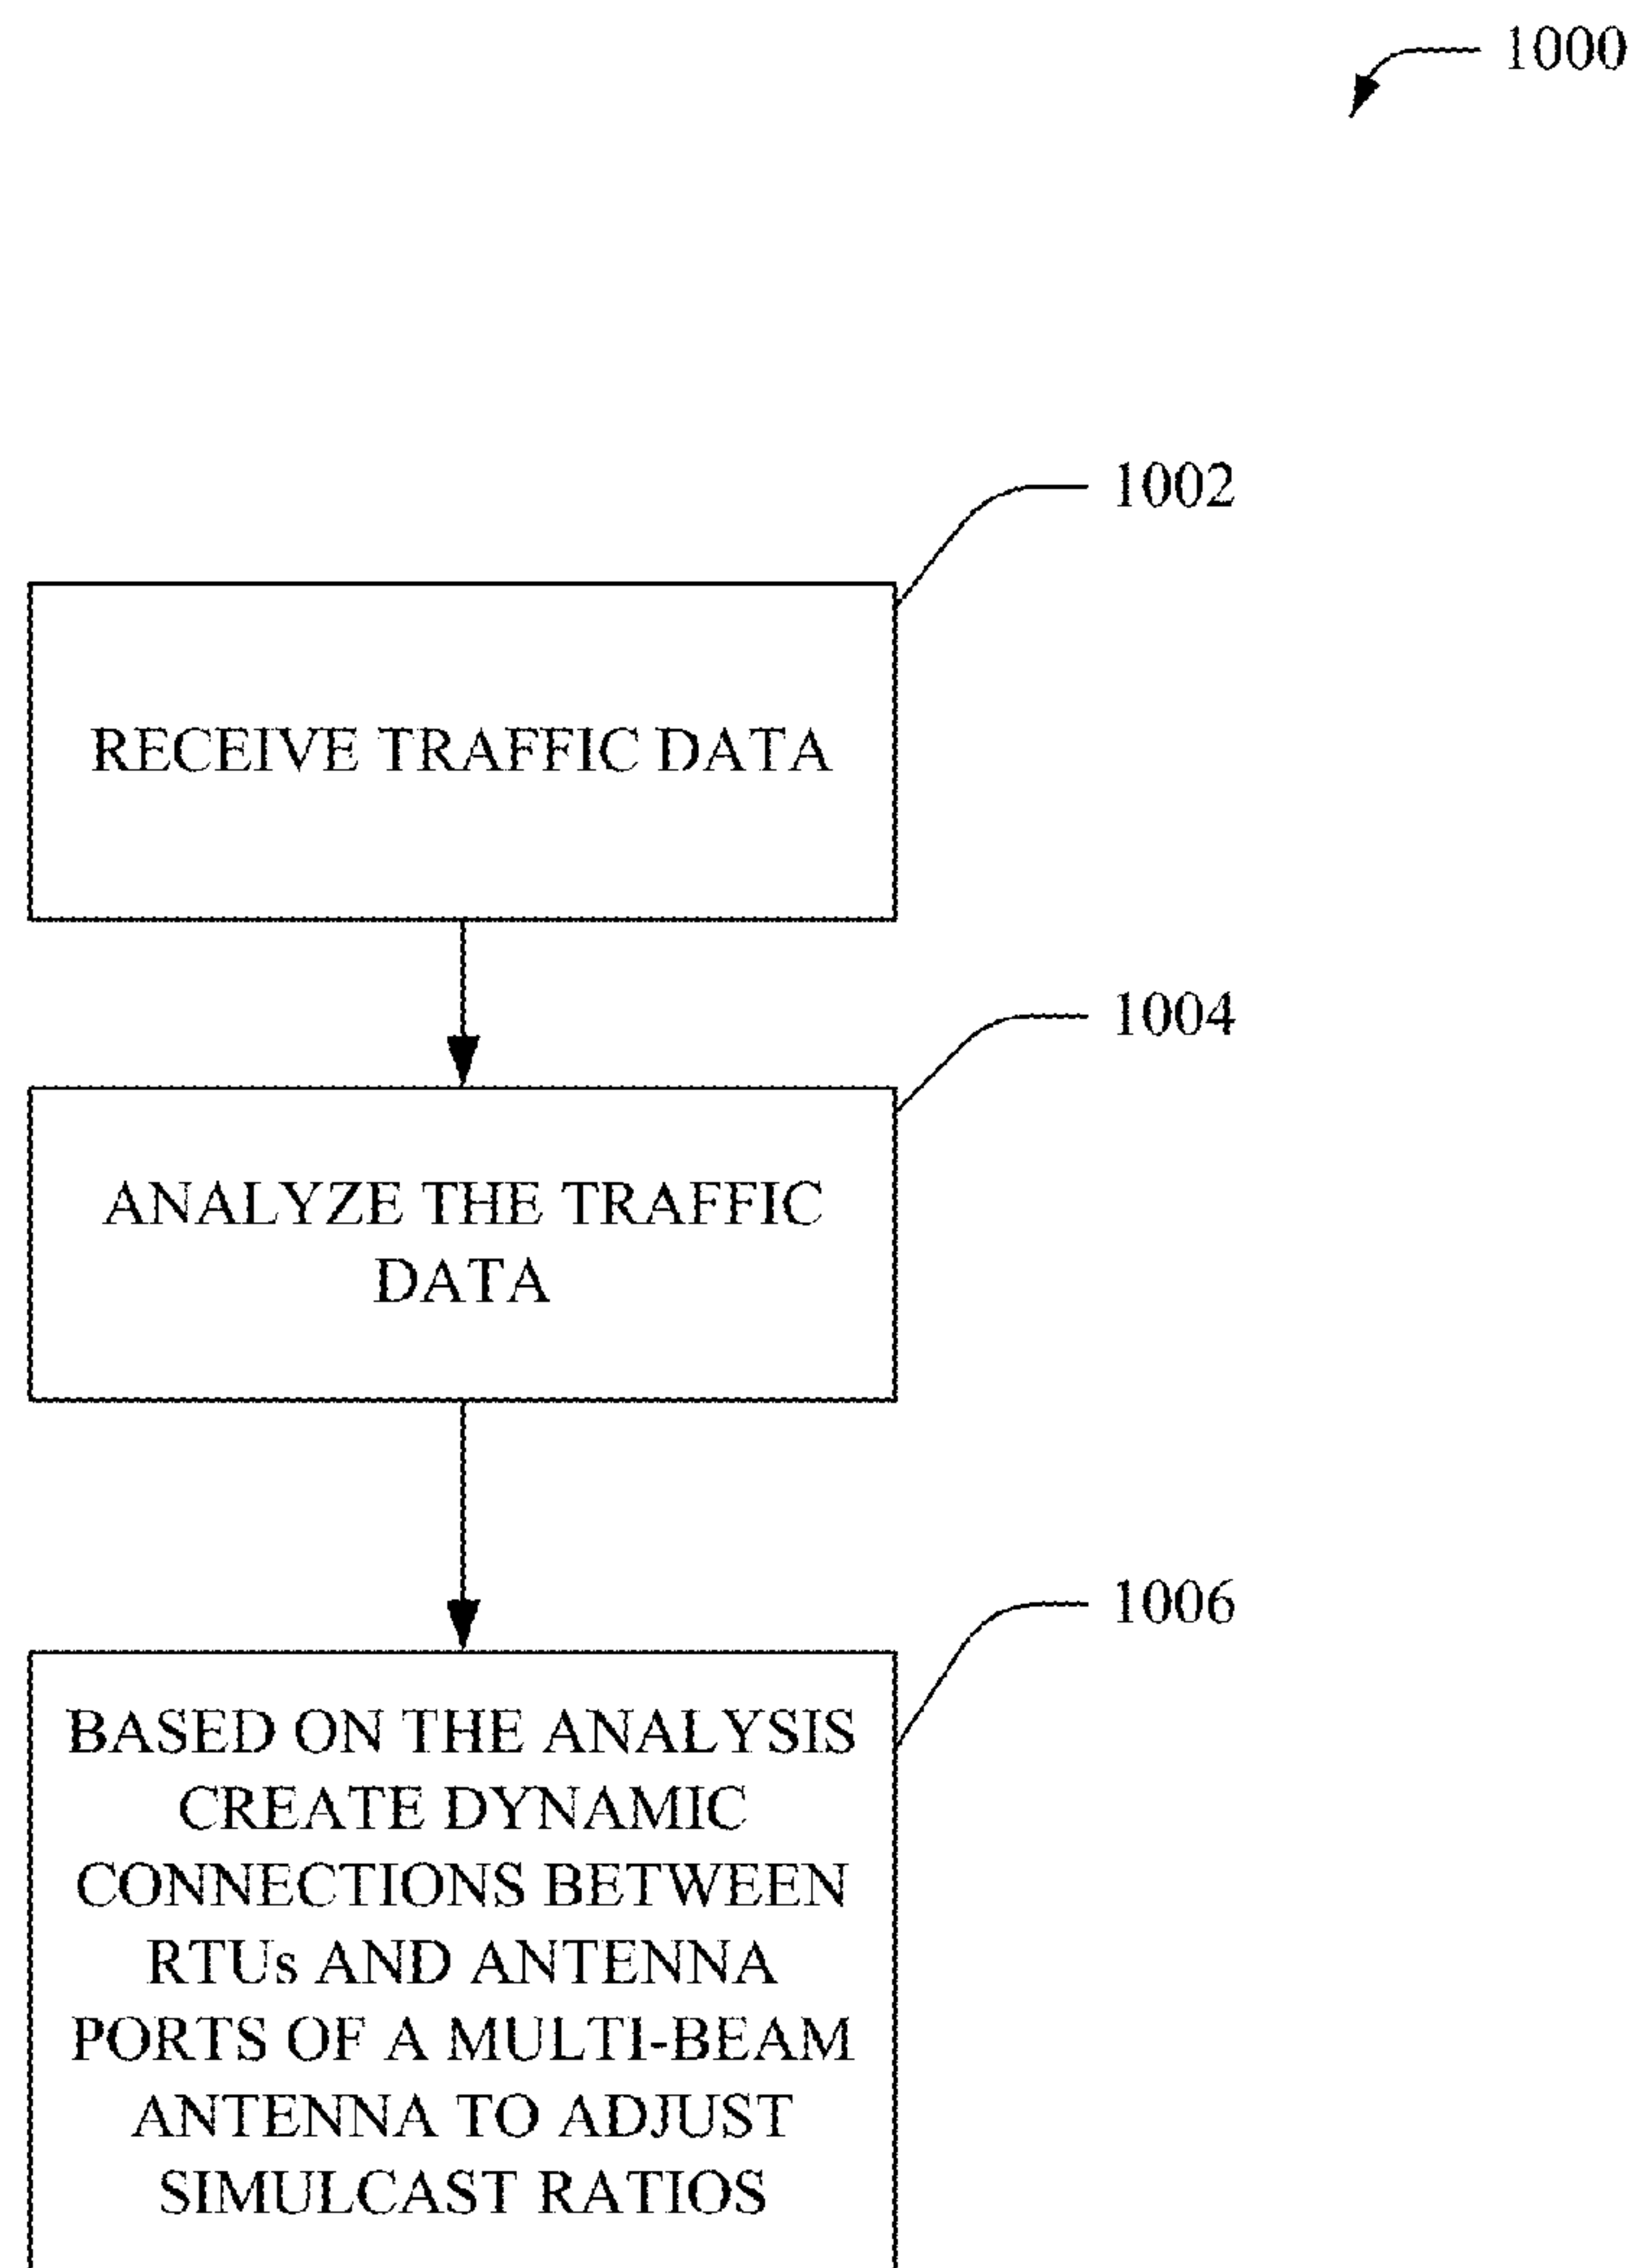 1000
1002
RECEIVE TRAFFIC DATA
1004
ANALYZE THE TRAFFIC
DATA
1006
BASED ON THE ANALYSIS
CREATE DYNAMIC
CONNECTIONS BETWEEN
RTUs AND ANTENNA
PORTS OF A MULTI-BEAM
ANTENNA TO ADJUST
SIMULCAST RATIOS